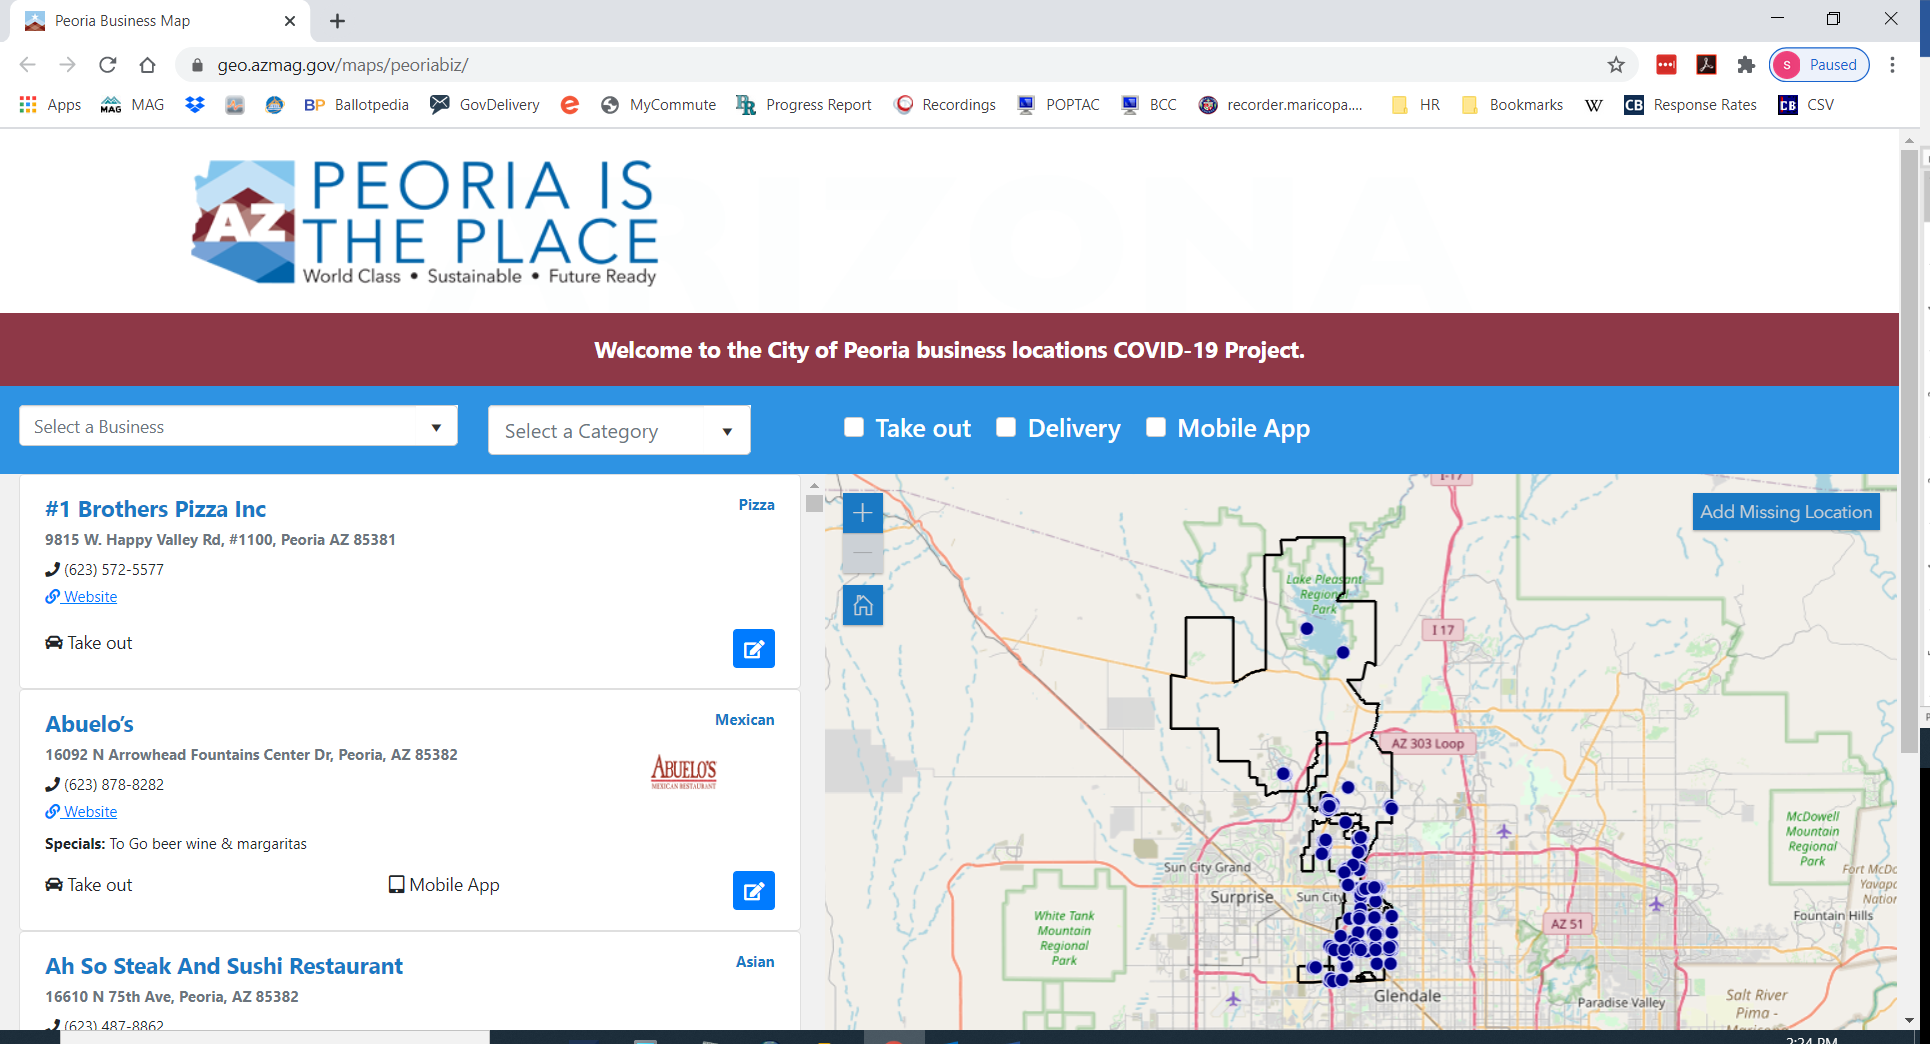 Peoria Business Map
geo.azmag.gov/maps/peoriabiz/
S Paused
Apps MAG MAG BP Ballotpedia GovDelivery MyCommute Progress Report Recordings POPTAC BCC recorder.maricopa.... HR Bookmarks W CB Response Rates CB CSV
AZ
PEORIA IS
THE PLACE
World Class • Sustainable • Future Ready
Welcome to the City of Peoria business locations COVID-19 Project.
Select a Business
Select a Category
Take out
Delivery
Mobile App
#1 Brothers Pizza Inc
Pizza
9815 W. Happy Valley Rd, #1100, Peoria AZ 85381
(623) 572-5577
Website
Take out
Abuelo’s
Mexican
16092 N Arrowhead Fountains Center Dr, Peoria, AZ 85382
ABUELO'S
MEXICAN RESTAURANT
(623) 878-8282
Website
Specials: To Go beer wine & margaritas
Take out
Mobile App
Ah So Steak And Sushi Restaurant
Asian
16610 N 75th Ave, Peoria, AZ 85382
(623) 487-8862
Add Missing Location
I-17
Lake Pleasant
Regional
Park
I 17
AZ 303 Loop
McDowell
Mountain
Regional
Park
Sun City Grand
Surprise
Sun City
Fort McDo
Yavapa
Nation
Fountain Hills
White Tank
Mountain
Regional
Park
AZ 51
Glendale
Paradise Valley
Salt River
Pima -
2:24 PM